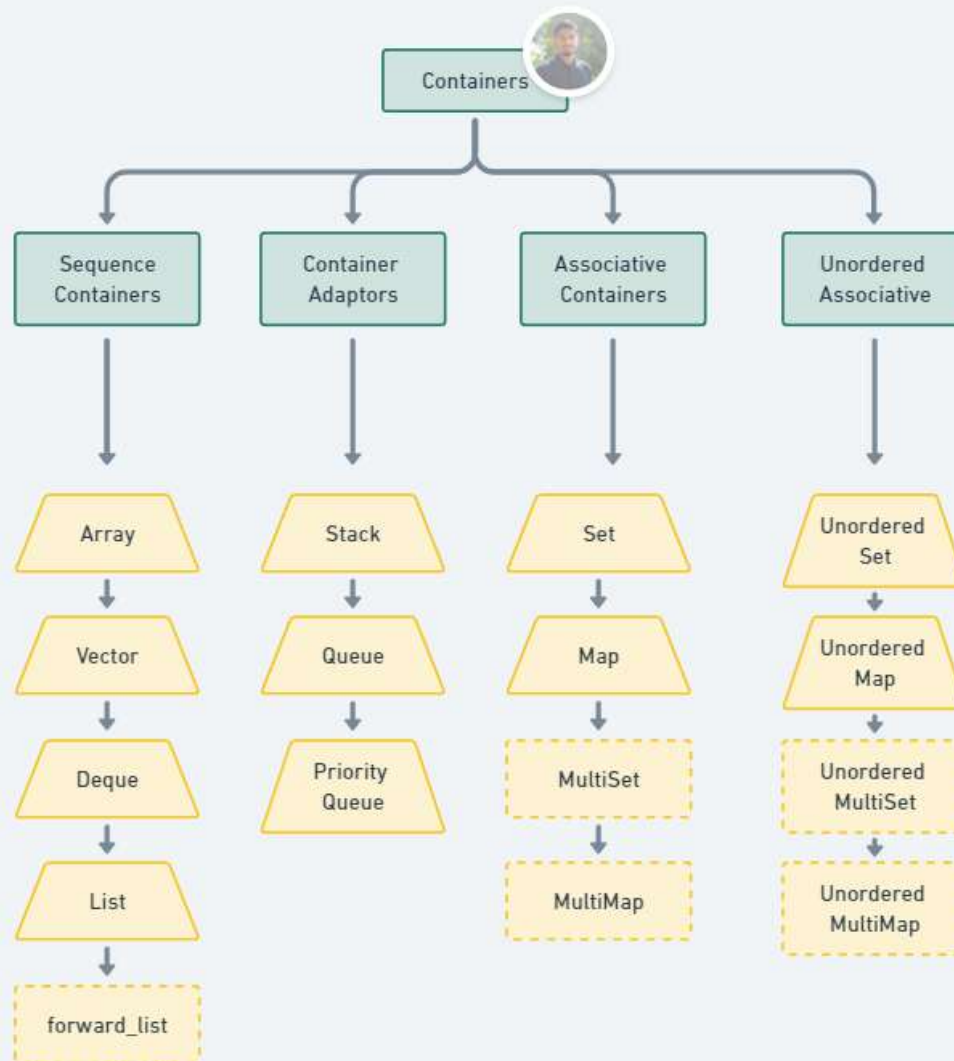 Containers
Sequence
Containers
Container
Adaptors
Associative
Containers
Unordered
Associative
Array
Stack
Set
Unordered
Set
Vector
Queue
Map
Unordered
Map
Deque
Priority
Queue
MultiSet
Unordered
MultiSet
List
MultiMap
Unordered
MultiMap
forward_list